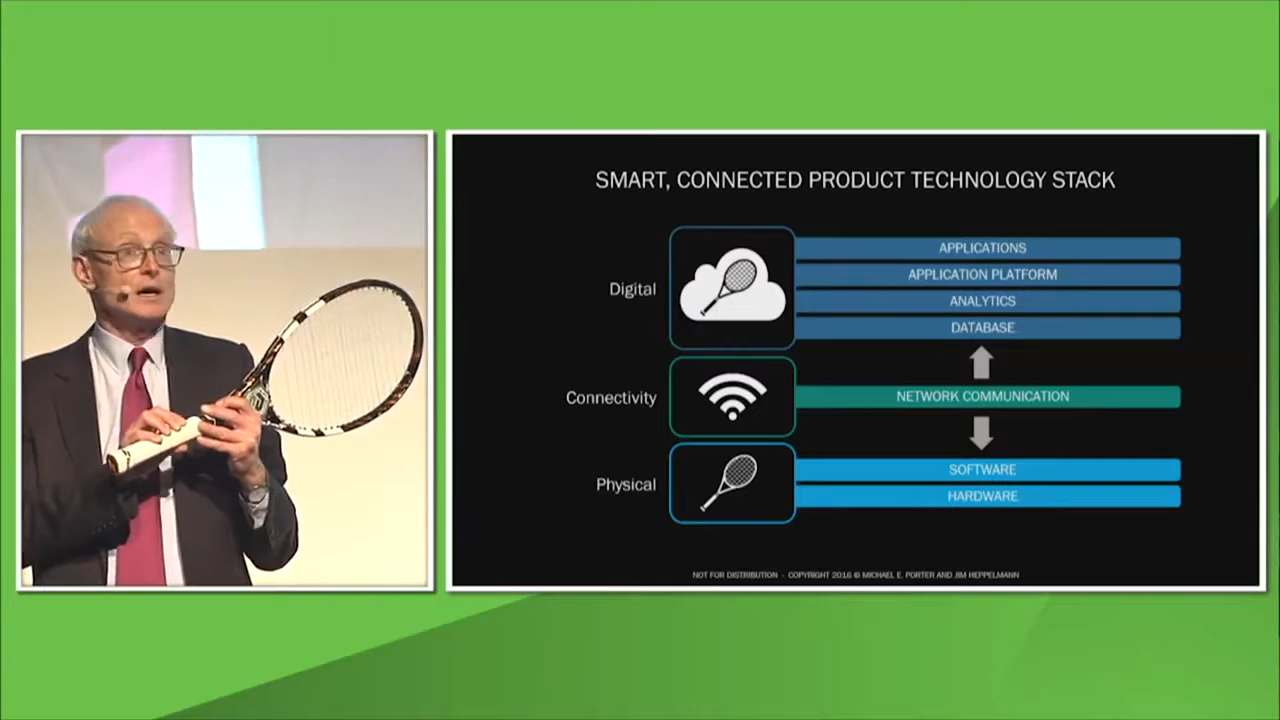 SMART, CONNECTED PRODUCT TECHNOLOGY STACK
Digital
APPLICATIONS
APPLICATION PLATFORM
ANALYTICS
DATABASE
Connectivity
NETWORK COMMUNICATION
Physical
SOFTWARE
HARDWARE
NOT FOR DISTRIBUTION - COPYRIGHT 2016 © MICHAEL E. PORTER AND JIM HEPPELMANN